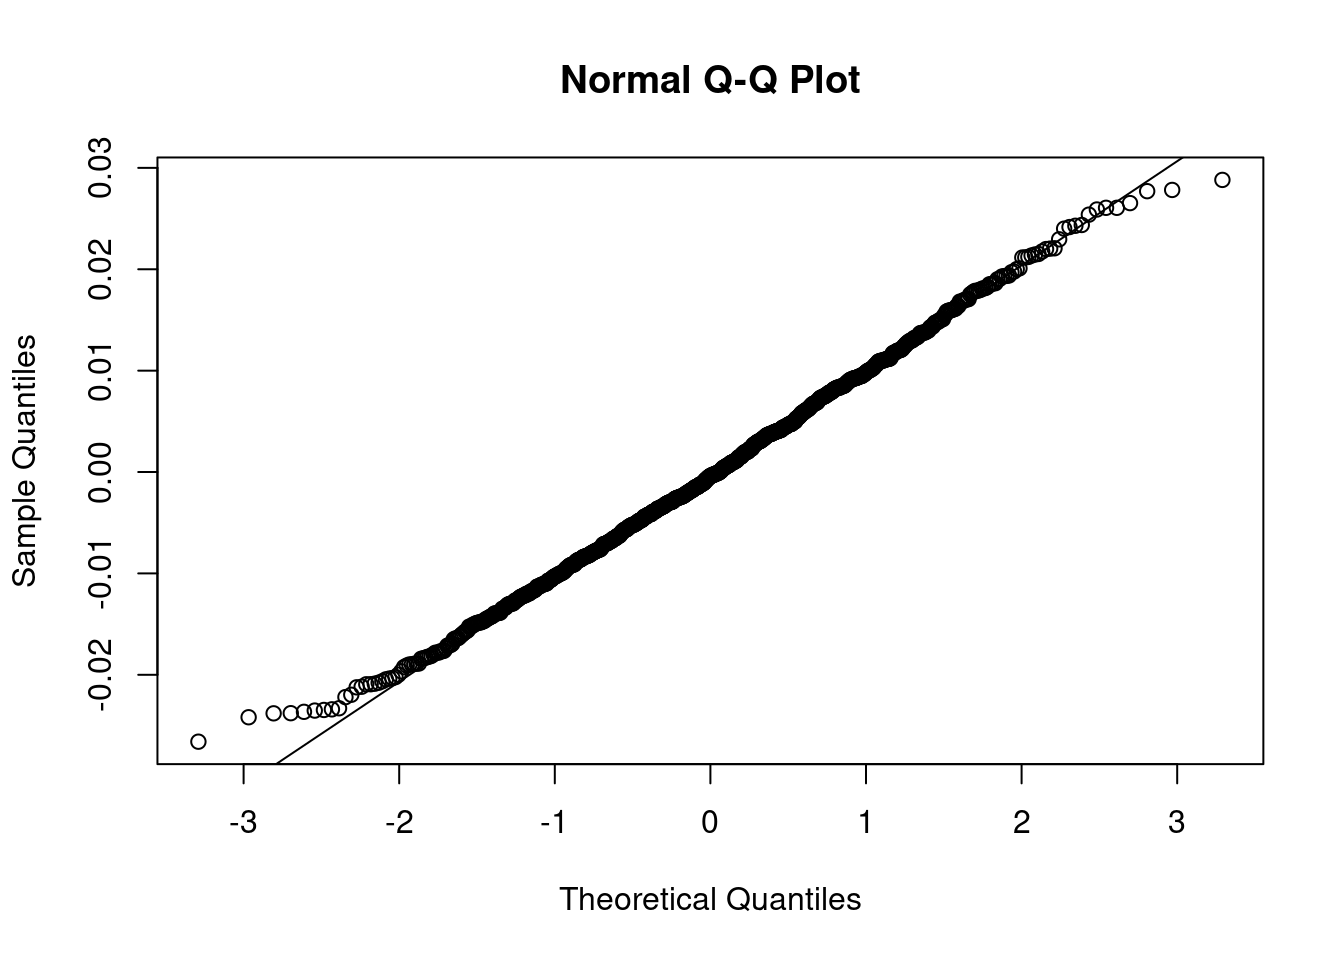 Normal Q-Q Plot
0.03
0.02
0.01
0.00
-0.01
-0.02
Sample Quantiles
-3 -2 -1 0 1 2 3
Theoretical Quantiles